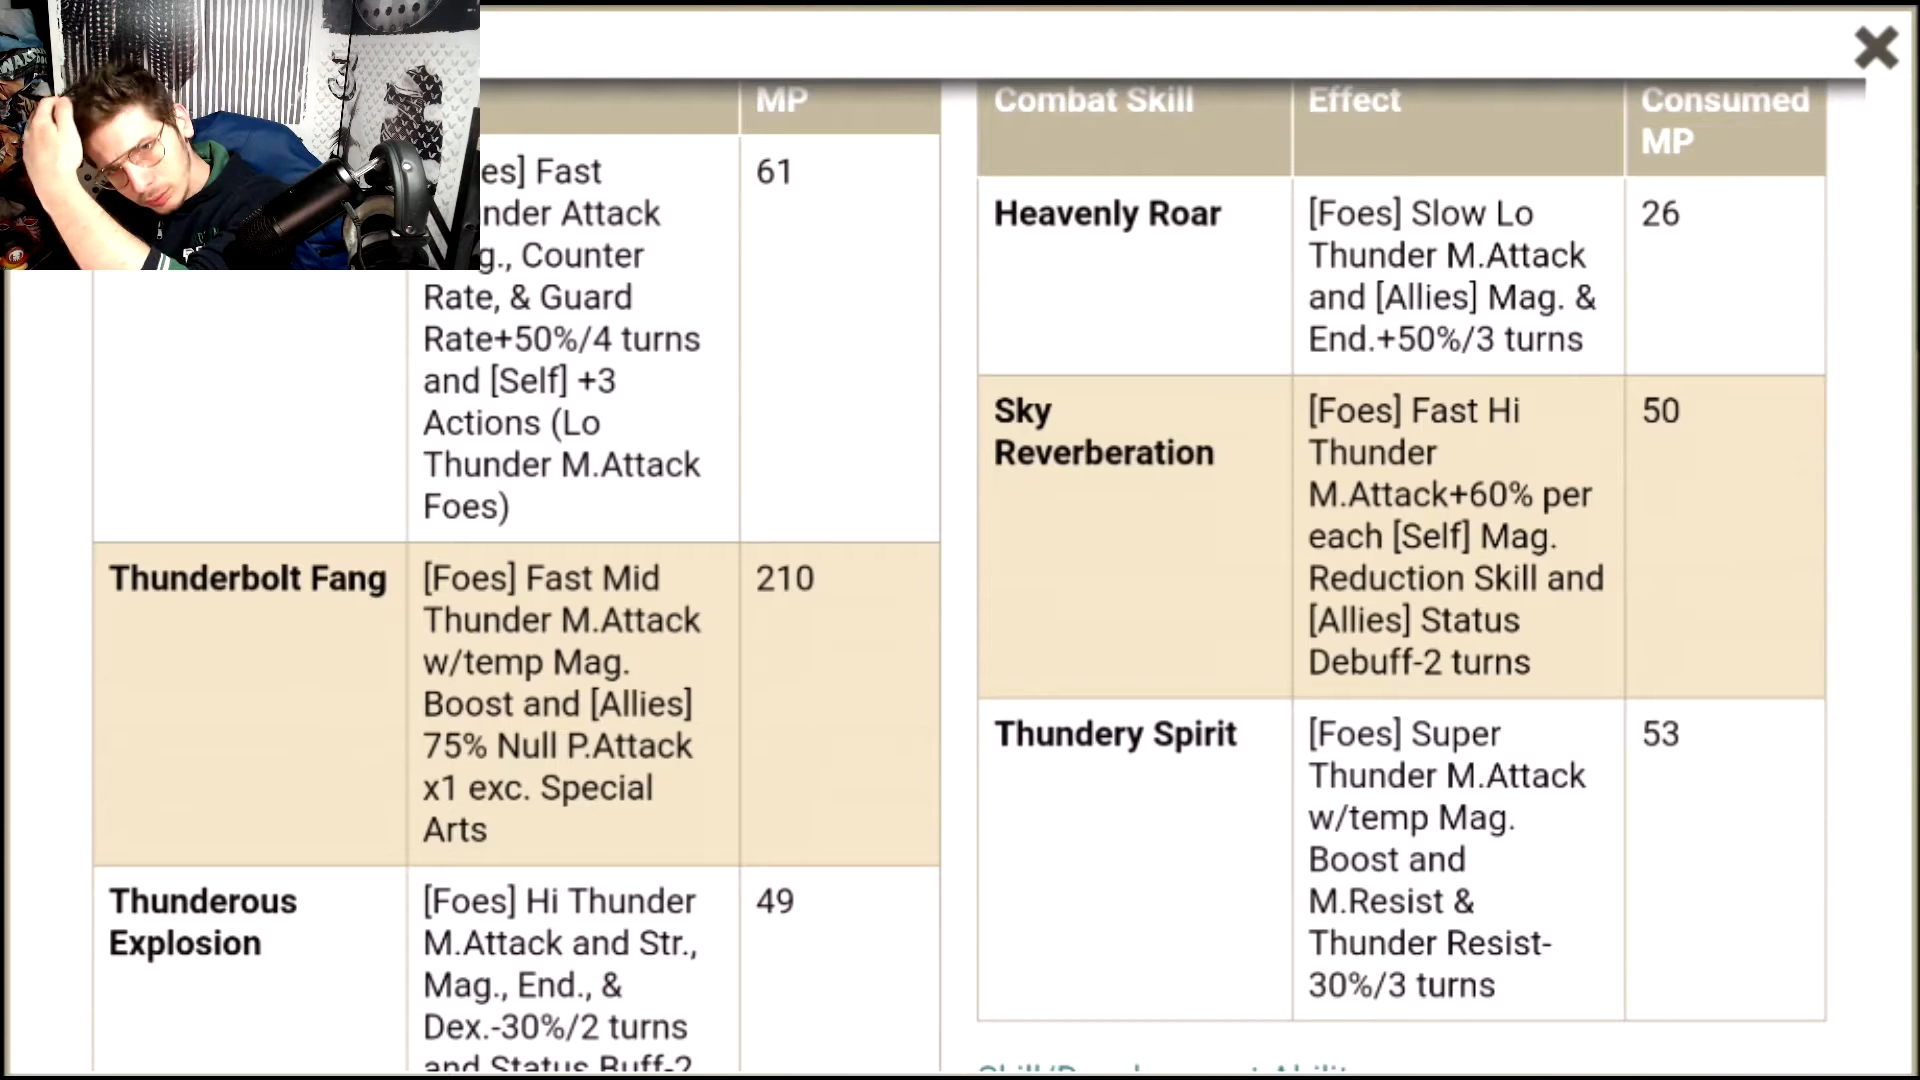 MP
es] Fast
nder Attack
g., Counter
Rate, & Guard
Rate+50%/4 turns
and [Self] +3
Actions (Lo
Thunder M.Attack
Foes)
61
Thunderbolt Fang
[Foes] Fast Mid
Thunder M.Attack
w/temp Mag.
Boost and [Allies]
75% Null P.Attack
x1 exc. Special
Arts
210
Thunderous
Explosion
[Foes] Hi Thunder
M.Attack and Str.,
Mag., End., &
Dex.-30%/2 turns
and Status Buff-2
49
Combat Skill
Effect
Consumed
MP
Heavenly Roar
[Foes] Slow Lo
Thunder M.Attack
and [Allies] Mag. &
End.+50%/3 turns
26
Sky
Reverberation
[Foes] Fast Hi
Thunder
M.Attack+60% per
each [Self] Mag.
Reduction Skill and
[Allies] Status
Debuff-2 turns
50
Thundery Spirit
[Foes] Super
Thunder M.Attack
w/temp Mag.
Boost and
M.Resist &
Thunder Resist-
30%/3 turns
53